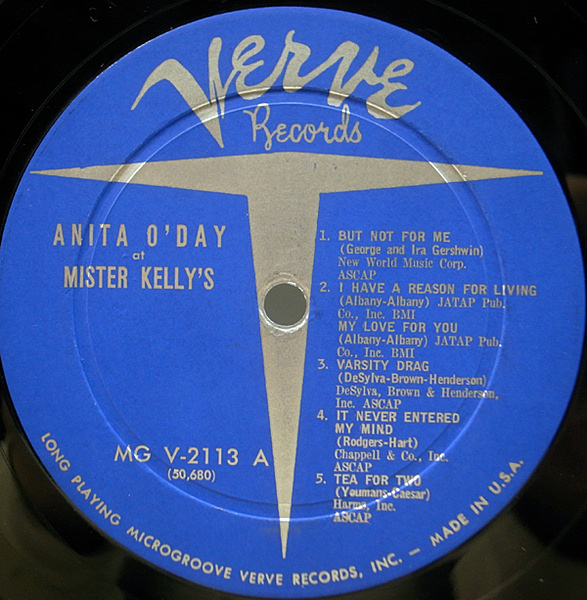 Verve
Records
ANITA O'DAY
at
MISTER KELLY'S
1. BUT NOT FOR ME
(George and Ira Gershwin)
New World Music Corp.
ASCAP
2. I HAVE A REASON FOR LIVING
(Albany-Albany) JATAP Pub.
Co., Inc. BMI
MY LOVE FOR YOU
(Albany-Albany) JATAP Pub.
Co., Inc. BMI
3. VARSITY DRAG
(DeSylva-Brown-Henderson)
DeSylva, Brown & Henderson,
Inc. ASCAP
4. IT NEVER ENTERED
MY MIND
(Rodgers-Hart)
Chappell & Co., Inc.
ASCAP
5. TEA FOR TWO
(Youmans-Caesar)
Harms, Inc.
ASCAP
MG V-2113 A
(50,680)
LONG PLAYING MICROGROOVE VERVE RECORDS, INC. — MADE IN U.S.A.